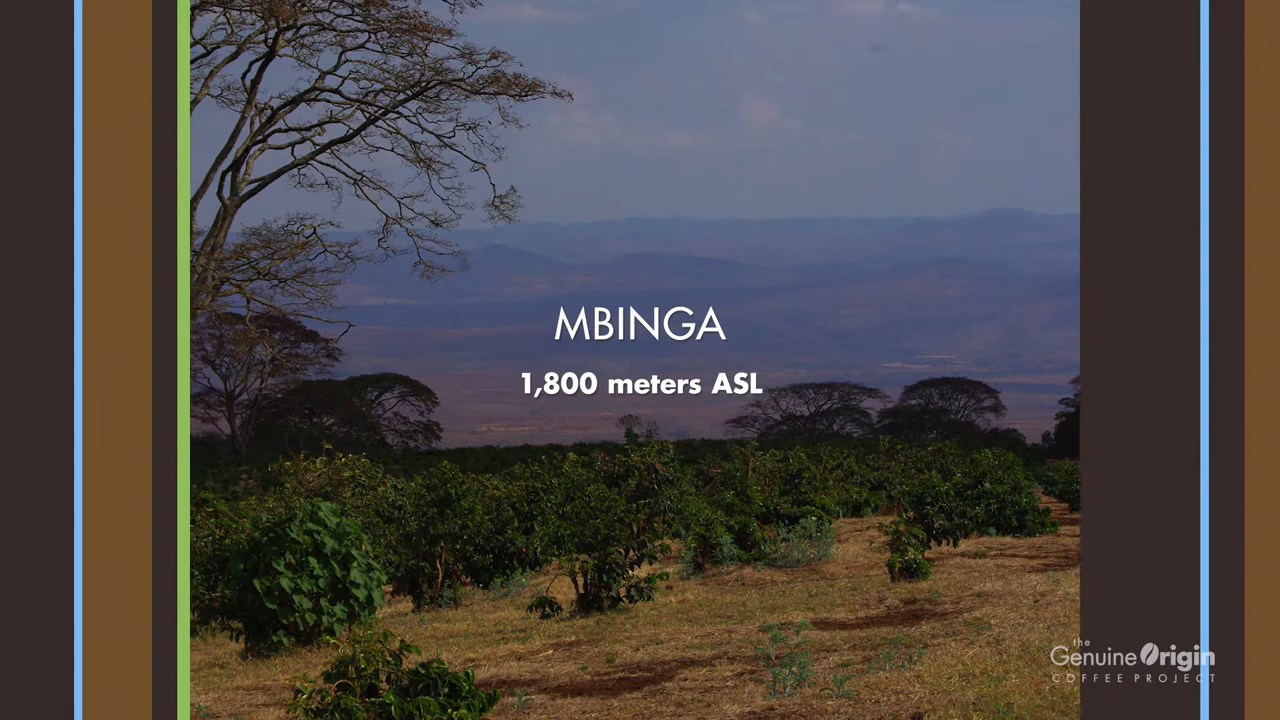 MBINGA
1,800 meters ASL
the
Genuine Origin
COFFEE PROJECT